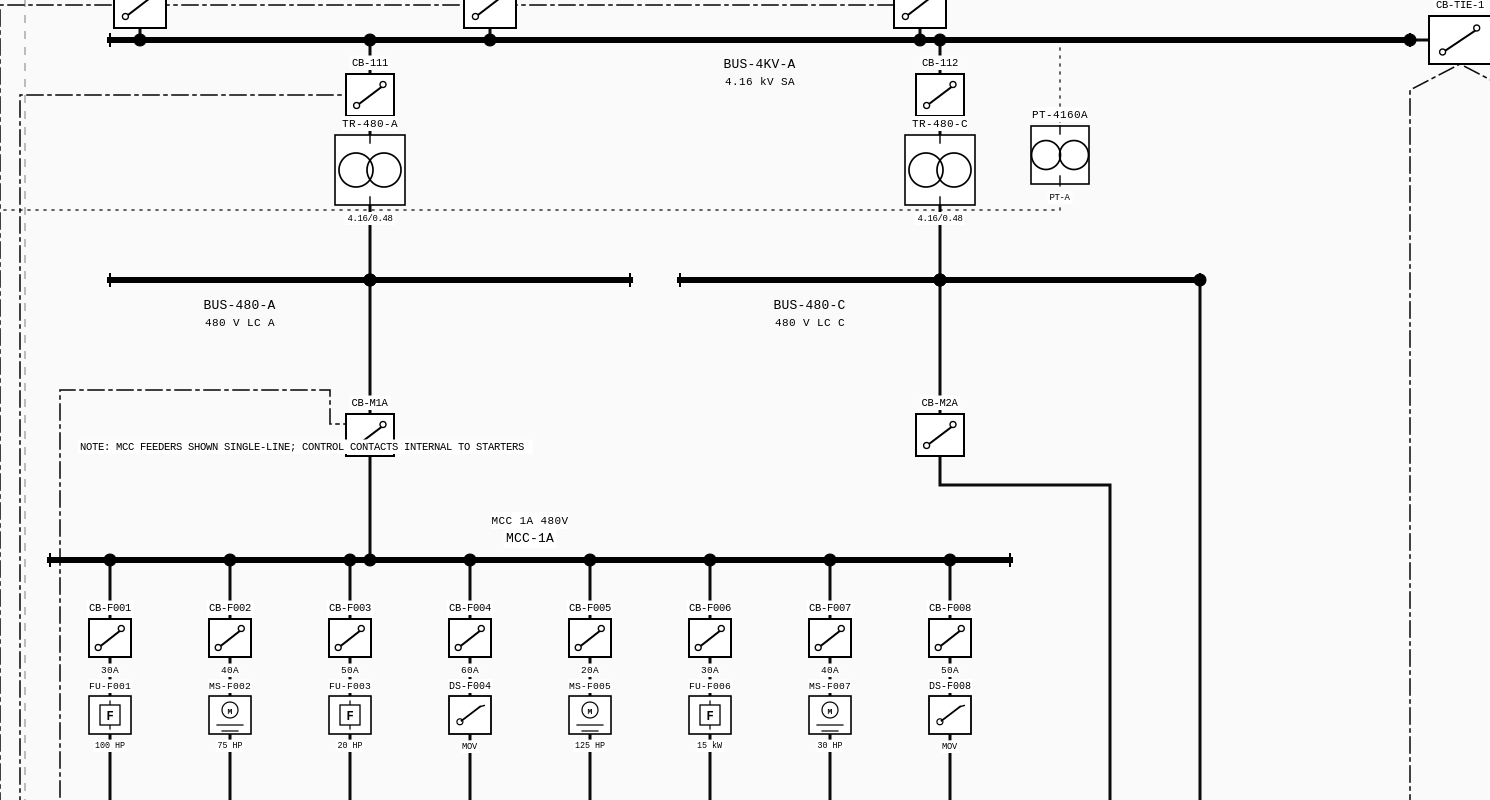 CB-TIE-1
CB-111
BUS-4KV-A
4.16 kV SA
CB-112
TR-480-A
TR-480-C
PT-4160A
PT-A
4.16/0.48
4.16/0.48
BUS-480-A
480 V LC A
BUS-480-C
480 V LC C
CB-M1A
CB-M2A
NOTE: MCC FEEDERS SHOWN SINGLE-LINE; CONTROL CONTACTS INTERNAL TO STARTERS
MCC 1A 480V
MCC-1A
CB-F001 CB-F002 CB-F003 CB-F004 CB-F005 CB-F006 CB-F007 CB-F008
30A 40A 50A 60A 20A 30A 40A 50A
FU-F001 MS-F002 FU-F003 DS-F004 MS-F005 FU-F006 MS-F007 DS-F008
F M F M F M
100 HP 75 HP 20 HP MOV 125 HP 15 kW 30 HP MOV